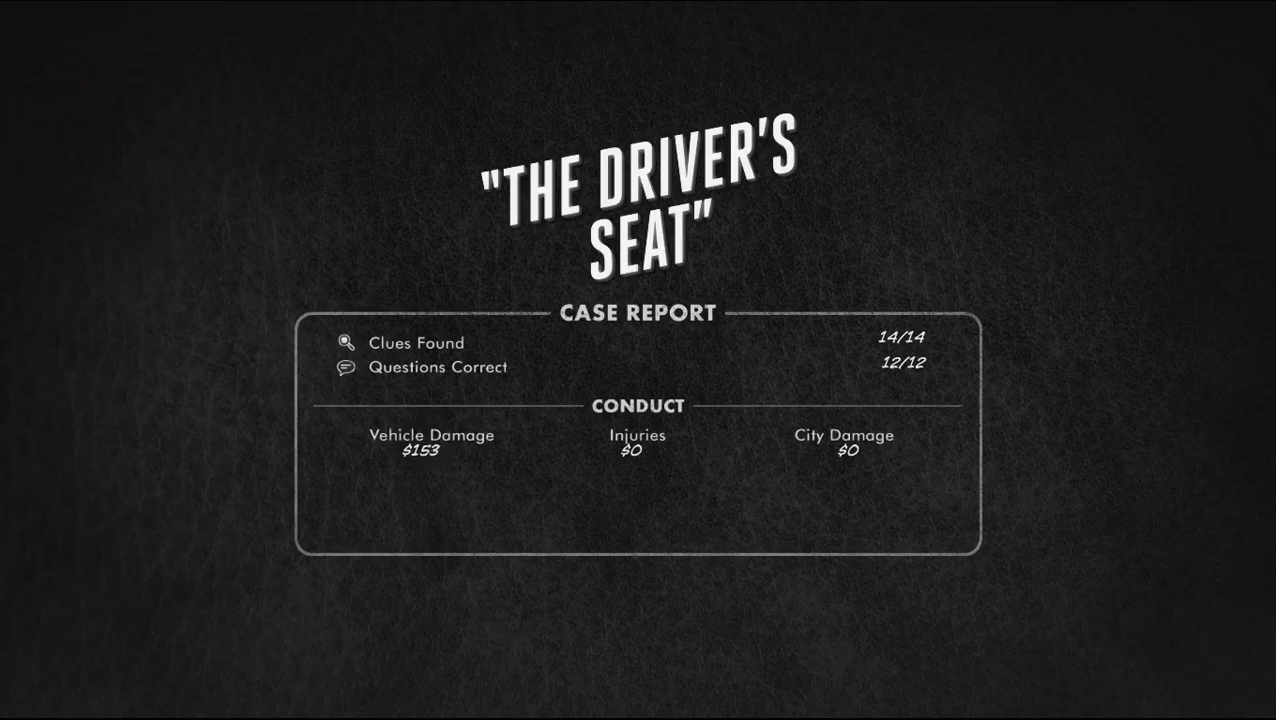 "THE DRIVER'S
SEAT"
CASE REPORT
Clues Found 14/14
Questions Correct 12/12
CONDUCT
Vehicle Damage Injuries City Damage
$153 $0 $0